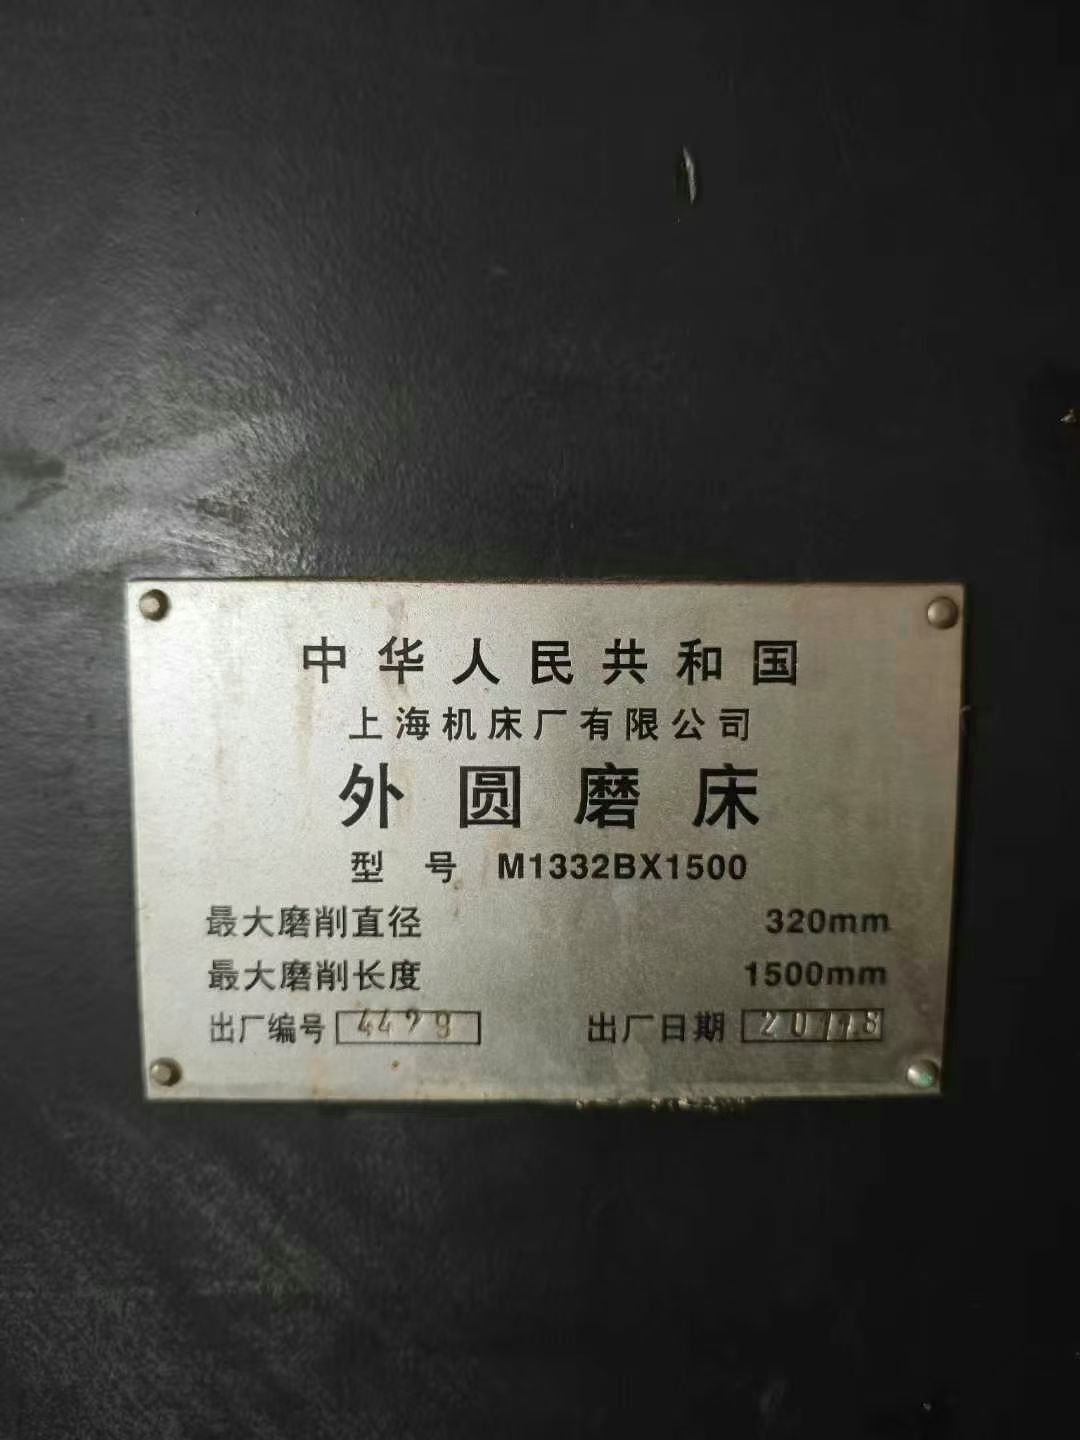 中华人民共和国
上海机床厂有限公司
外圆磨床
型号 M1332BX1500
最大磨削直径 320mm
最大磨削长度 1500mm
出厂编号 出厂日期